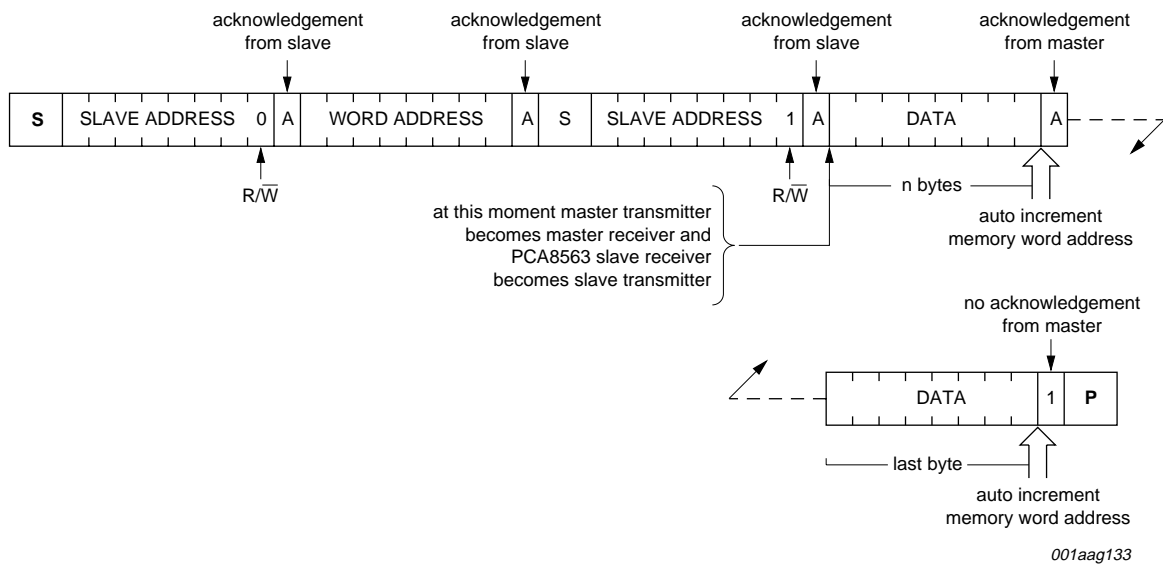 acknowledgement
from slave
acknowledgement
from slave
acknowledgement
from slave
acknowledgement
from master
S SLAVE ADDRESS 0 A WORD ADDRESS A S SLAVE ADDRESS 1 A DATA A
R/W̅
R/W̅
n bytes
at this moment master transmitter
becomes master receiver and
PCA8563 slave receiver
becomes slave transmitter
auto increment
memory word address
no acknowledgement
from master
DATA 1 P
last byte
auto increment
memory word address
001aag133